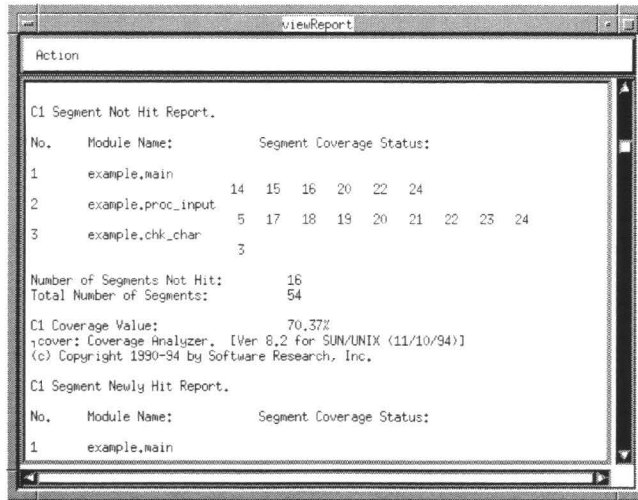 viewReport
Action
C1 Segment Not Hit Report.
No. Module Name: Segment Coverage Status:
1 example.main
14 15 16 20 22 24
2 example.proc_input
5 17 18 19 20 21 22 23 24
3 example.chk_char
3
Number of Segments Not Hit: 16
Total Number of Segments: 54
C1 Coverage Value: 70.37%
cover: Coverage Analyzer. [Ver 8.2 for SUN/UNIX (11/10/94)]
(c) Copyright 1990-94 by Software Research, Inc.
C1 Segment Newly Hit Report.
No. Module Name: Segment Coverage Status:
1 example.main